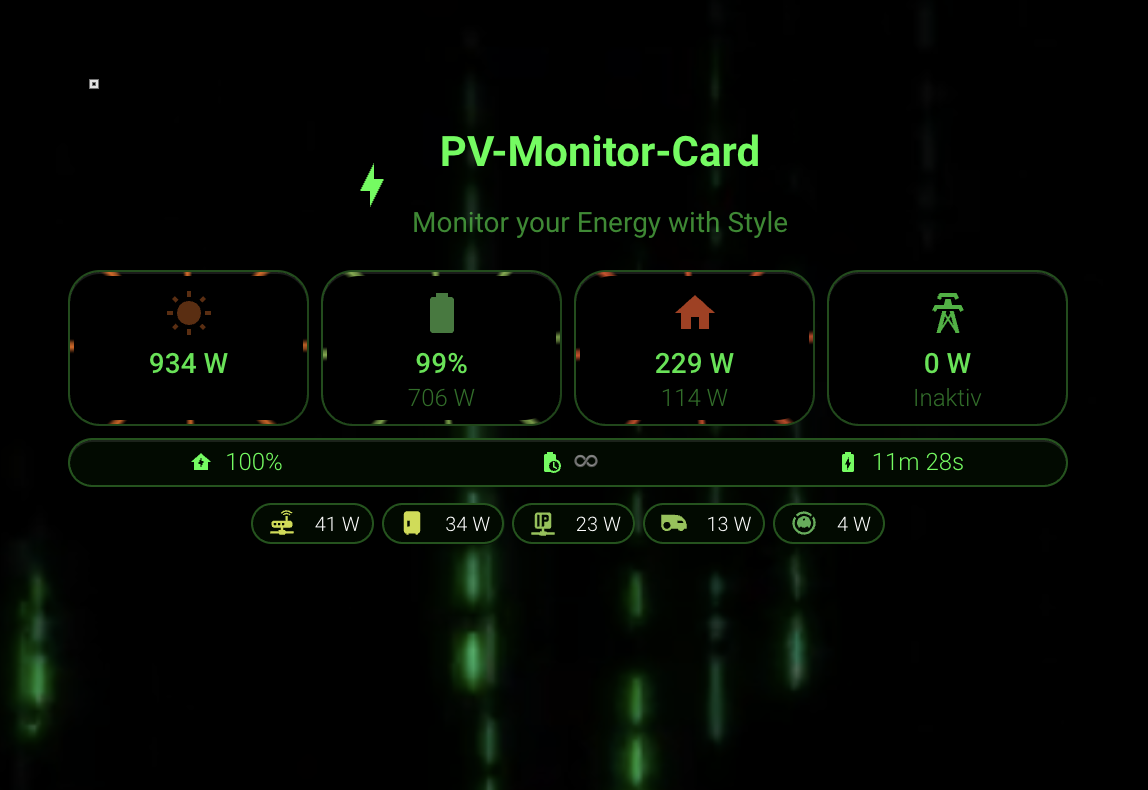 PV-Monitor-Card
Monitor your Energy with Style
934 W
99%
706 W
229 W
114 W
0 W
Inaktiv
100%
∞
11m 28s
41 W
34 W
23 W
13 W
4 W